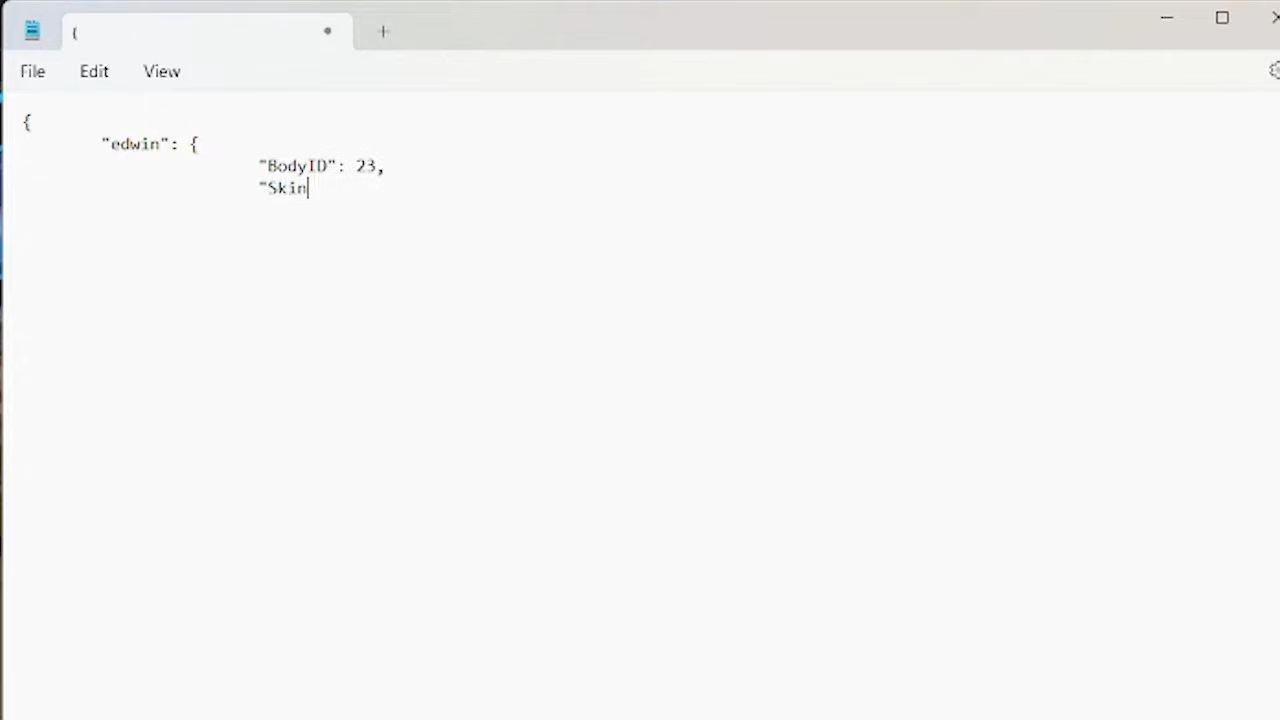 {
File Edit View
{
"edwin": {
"BodyID": 23,
"Skin